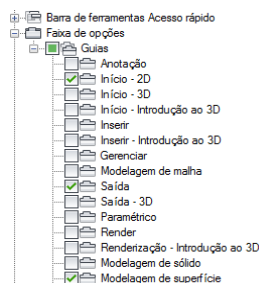 Barra de ferramentas Acesso rápido
Faixa de opções
Guias
Anotação
Início - 2D
Início - 3D
Início - Introdução ao 3D
Inserir
Inserir - Introdução ao 3D
Gerenciar
Modelagem de malha
Saída
Saída - 3D
Paramétrico
Render
Renderização - Introdução ao 3D
Modelagem de sólido
Modelagem de superfície